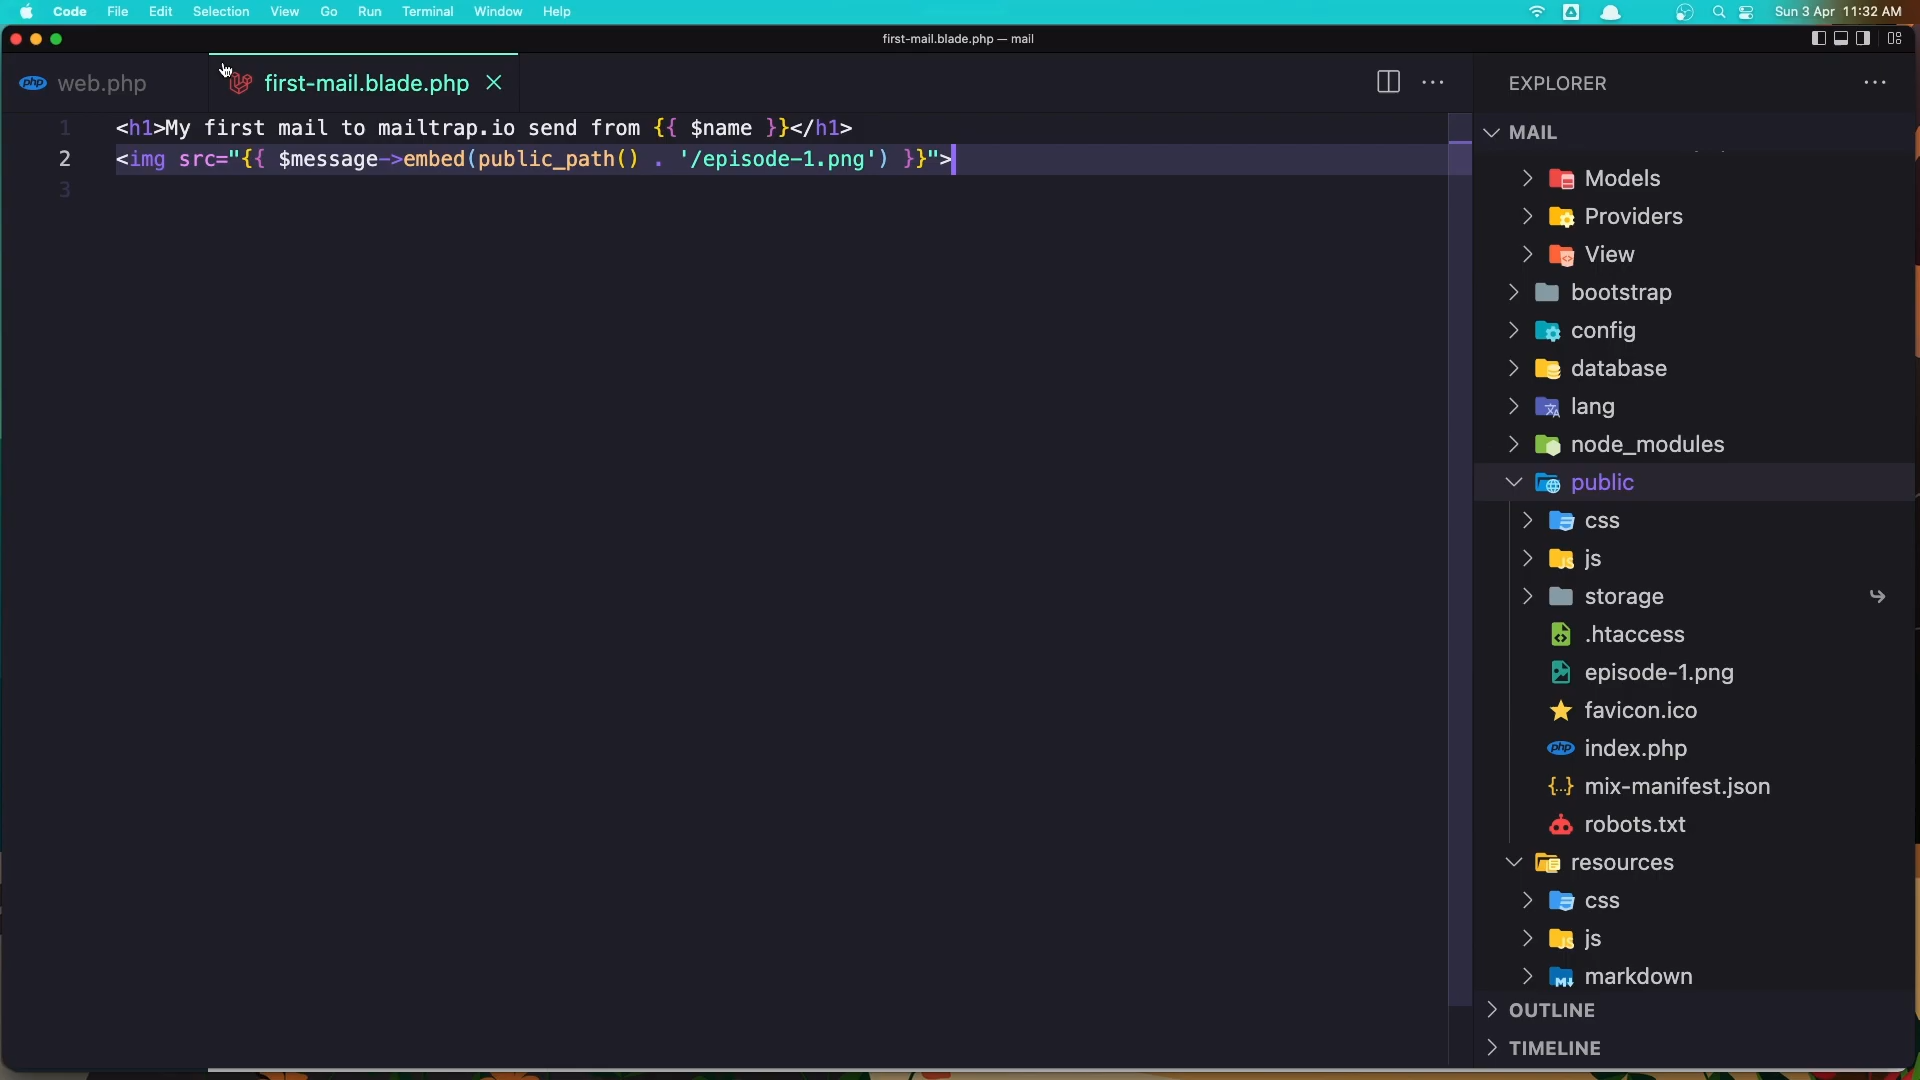 Code File Edit Selection View Go Run Terminal Window Help
Sun 3 Apr 11:32 AM
first-mail.blade.php — mail
php web.php
first-mail.blade.php
EXPLORER
1 <h1>My first mail to mailtrap.io send from {{ $name }}</h1>
2 <img src="{{ $message->embed(public_path() . '/episode-1.png') }}">
3
MAIL
Models
Providers
View
bootstrap
config
database
lang
node_modules
public
css
JS js
storage
.htaccess
episode-1.png
favicon.ico
php index.php
{...} mix-manifest.json
robots.txt
resources
css
JS js
markdown
OUTLINE
TIMELINE